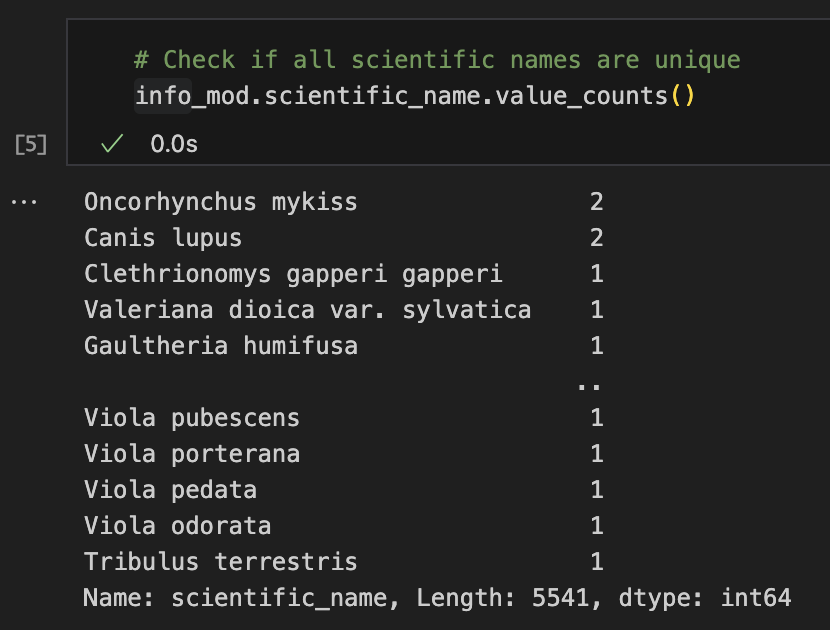 # Check if all scientific names are unique
info_mod.scientific_name.value_counts()
[5] ✓ 0.0s
... Oncorhynchus mykiss 2
Canis lupus 2
Clethrionomys gapperi gapperi 1
Valeriana dioica var. sylvatica 1
Gaultheria humifusa 1
..
Viola pubescens 1
Viola porterana 1
Viola pedata 1
Viola odorata 1
Tribulus terrestris 1
Name: scientific_name, Length: 5541, dtype: int64